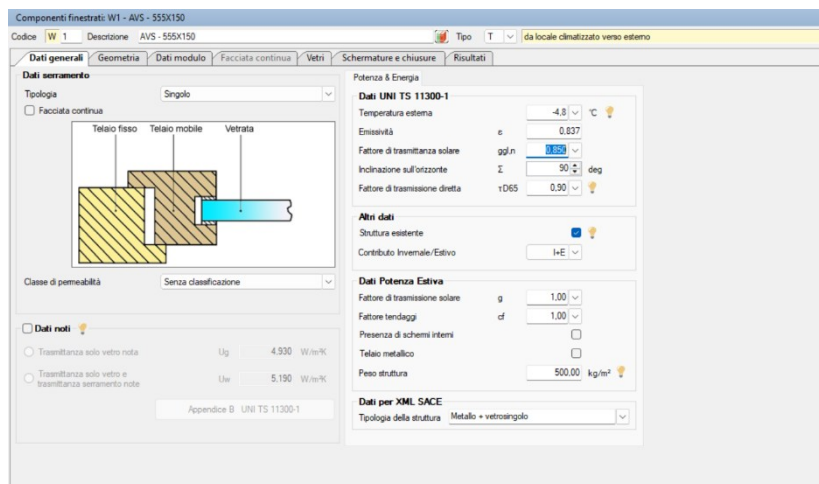 Componenti finestrati: W1 - AVS - 555X150
Codice W 1 Descrizione AVS - 555X150 Tipo T da locale climatizzato verso esterno
Dati generali Geometria Dati modulo Facciata continua Vetri Schermature e chiusure Risultati
Dati serramento
Tipologia Singolo
Facciata continua
Telaio fisso Telaio mobile Vetrata
Classe di permeabilità Senza classificazione
Dati noti
Trasmittanza solo vetro nota Ug 4.930 W/m²K
Trasmittanza solo vetro e
trasmittanza serramento note Uw 5.190 W/m²K
Appendice B UNI TS 11300-1
Potenza & Energia
Dati UNI TS 11300-1
Temperatura esterna -4,8 °C
Emissività ε 0,837
Fattore di trasmittanza solare ggl,n 0,850
Inclinazione sull'orizzonte Σ 90 deg
Fattore di trasmissione diretta τD65 0,90
Altri dati
Struttura esistente
Contributo Invernale/Estivo I+E
Dati Potenza Estiva
Fattore di trasmissione solare g 1,00
Fattore tendaggi cf 1,00
Presenza di schermi interni
Telaio metallico
Peso struttura 500,00 kg/m²
Dati per XML SACE
Tipologia della struttura Metallo + vetrosingolo